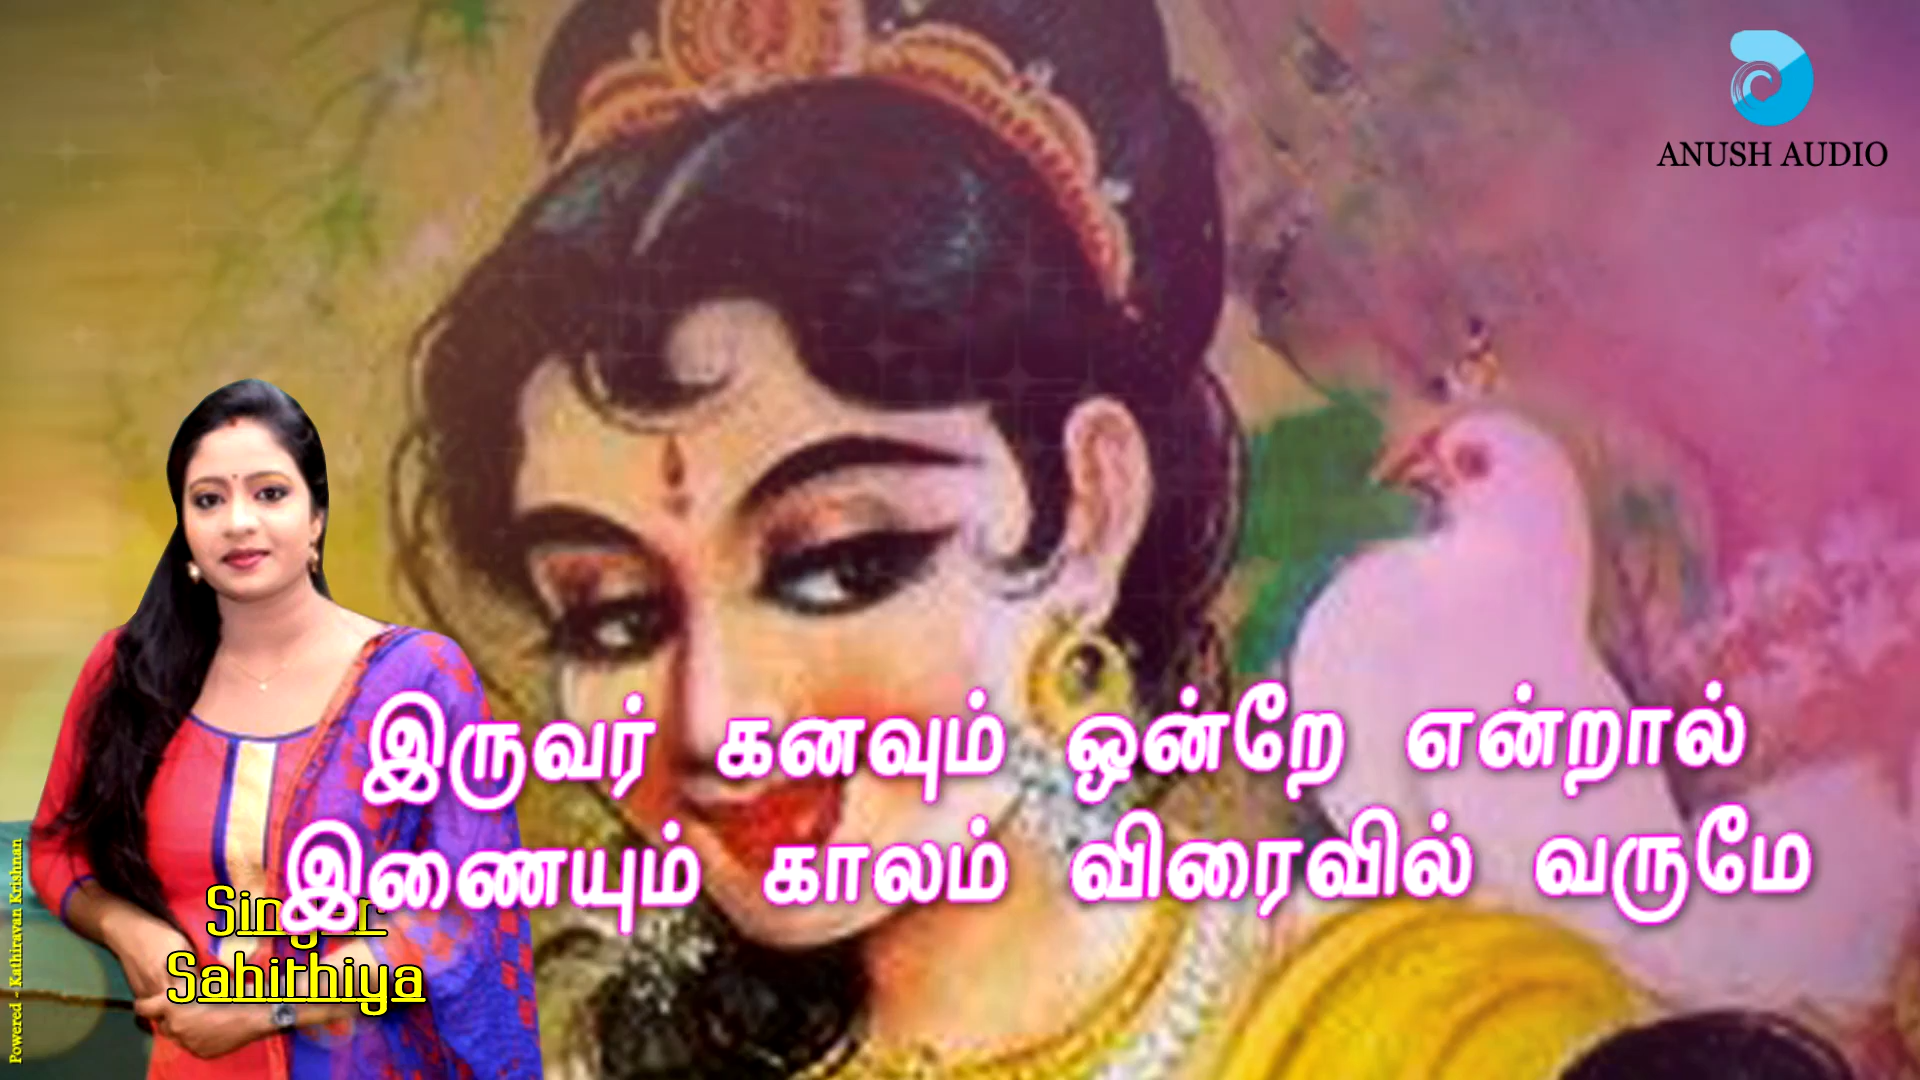 ANUSH AUDIO
இருவர் கனவும் ஒன்றே என்றால்
இணையும் காலம் விரைவில் வருமே
Singer
Sahithiya
Powered - Kathiravan Krishnan